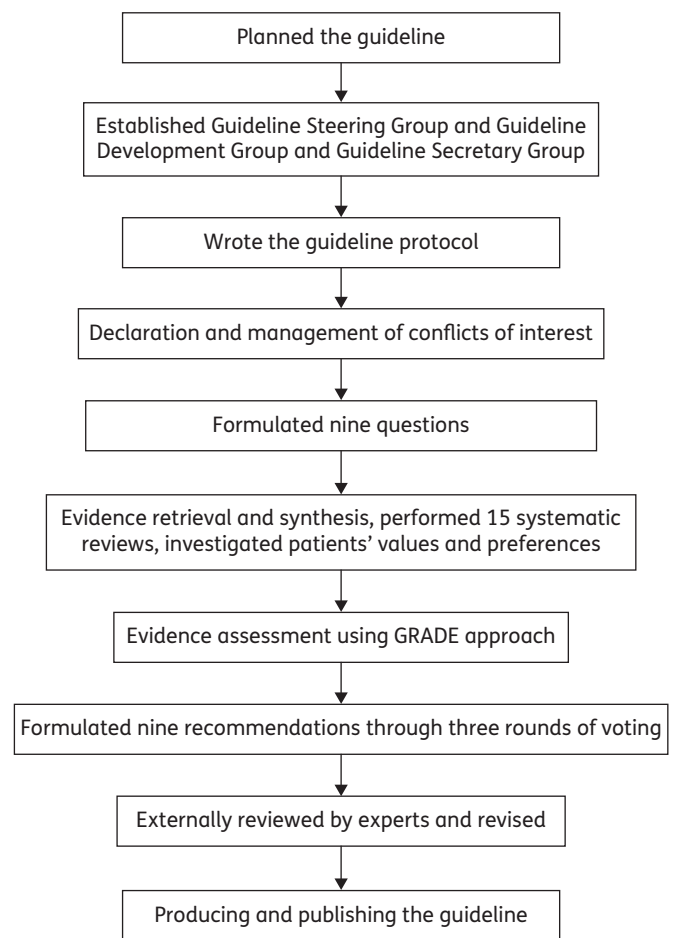 Planned the guideline
Established Guideline Steering Group and Guideline
Development Group and Guideline Secretary Group
Wrote the guideline protocol
Declaration and management of conflicts of interest
Formulated nine questions
Evidence retrieval and synthesis, performed 15 systematic
reviews, investigated patients’ values and preferences
Evidence assessment using GRADE approach
Formulated nine recommendations through three rounds of voting
Externally reviewed by experts and revised
Producing and publishing the guideline